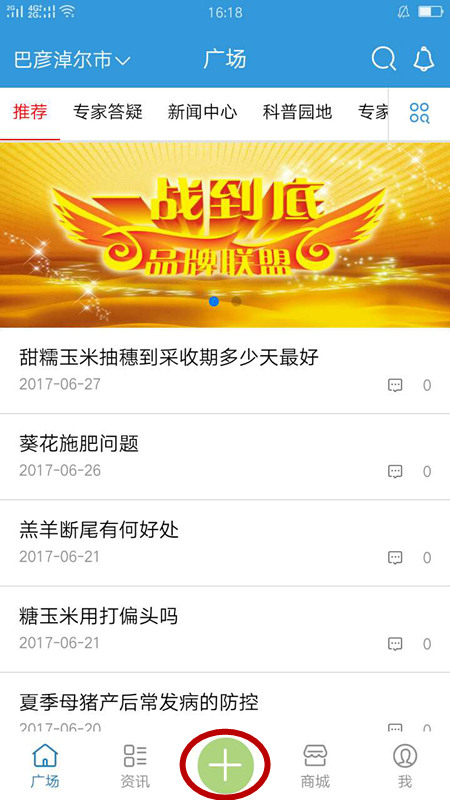 2G 4G 2G 16:18
巴彦淖尔市 广场
推荐 专家答疑 新闻中心 科普园地 专家
一战到底
品牌联盟
甜糯玉米抽穗到采收期多少天最好
2017-06-27 0
葵花施肥问题
2017-06-26 0
羔羊断尾有何好处
2017-06-21 0
糖玉米用打偏头吗
2017-06-21 0
夏季母猪产后常发病的防控
2017-06-20
广场 资讯 商城 我